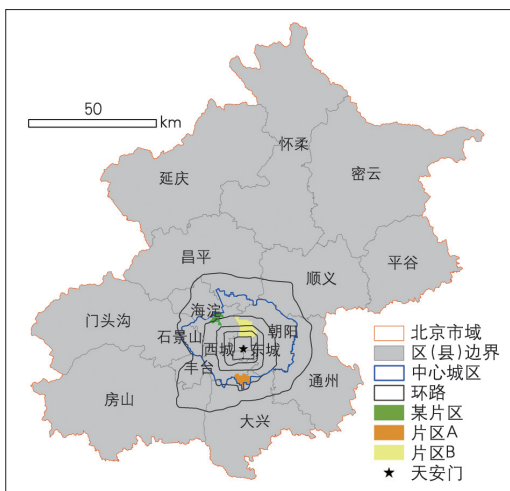 50
km
怀柔
密云
延庆
昌平
平谷
顺义
海淀
门头沟
朝阳
石景山
西城
东城
丰台
通州
房山
大兴
北京市域
区(县)边界
中心城区
环路
某片区
片区A
片区B
天安门